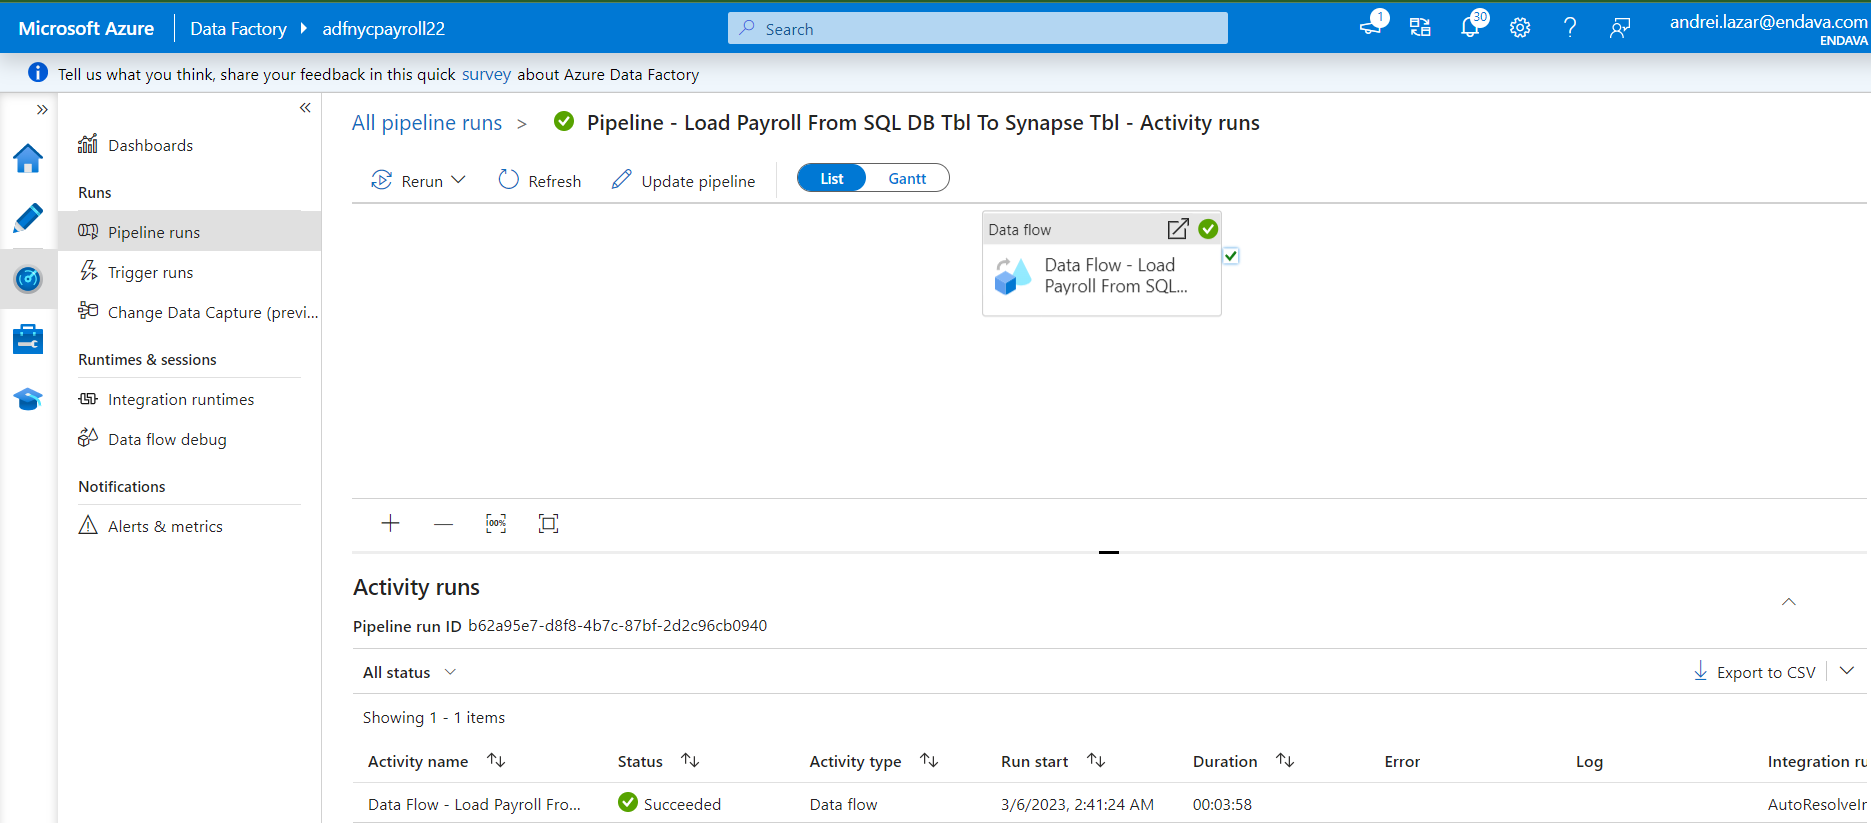 Microsoft Azure Data Factory adfnycpayroll22 Search 1 30 andrei.lazar@endava.com
ENDAVA
Tell us what you think, share your feedback in this quick survey about Azure Data Factory
Dashboards
Runs
Pipeline runs
Trigger runs
Change Data Capture (previ...
Runtimes & sessions
Integration runtimes
Data flow debug
Notifications
Alerts & metrics
All pipeline runs > Pipeline - Load Payroll From SQL DB Tbl To Synapse Tbl - Activity runs
Rerun Refresh Update pipeline List Gantt
Data flow
Data Flow - Load
Payroll From SQL...
100%
Activity runs
Pipeline run ID b62a95e7-d8f8-4b7c-87bf-2d2c96cb0940
All status Export to CSV
Showing 1 - 1 items
Activity name Status Activity type Run start Duration Error Log Integration ru
Data Flow - Load Payroll Fro... Succeeded Data flow 3/6/2023, 2:41:24 AM 00:03:58 AutoResolveIr